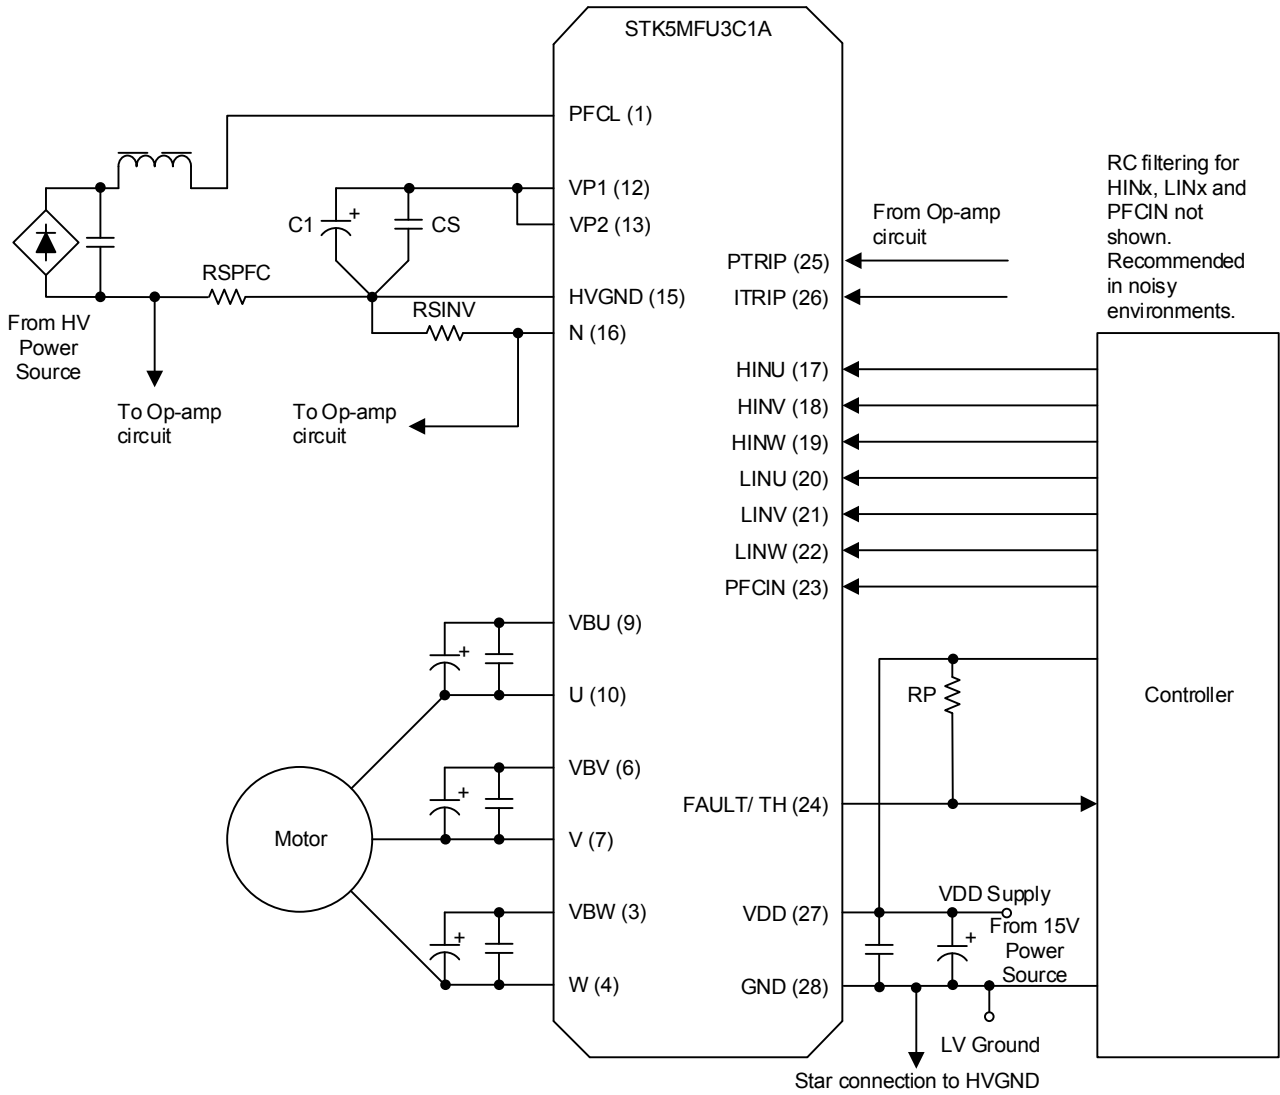 STK5MFU3C1A
PFCL (1)
VP1 (12)
VP2 (13)
C1
+
CS
RSPFC
HVGND (15)
RSINV
N (16)
From HV
Power
Source
To Op-amp
circuit
To Op-amp
circuit
From Op-amp
circuit
PTRIP (25)
ITRIP (26)
RC filtering for
HINx, LINx and
PFCIN not
shown.
Recommended
in noisy
environments.
HINU (17)
HINV (18)
HINW (19)
LINU (20)
LINV (21)
LINW (22)
PFCIN (23)
VBU (9)
+
U (10)
VBV (6)
+
V (7)
Motor
VBW (3)
+
W (4)
RP
Controller
FAULT/ TH (24)
VDD (27)
VDD Supply
From 15V
Power
Source
+
GND (28)
LV Ground
Star connection to HVGND